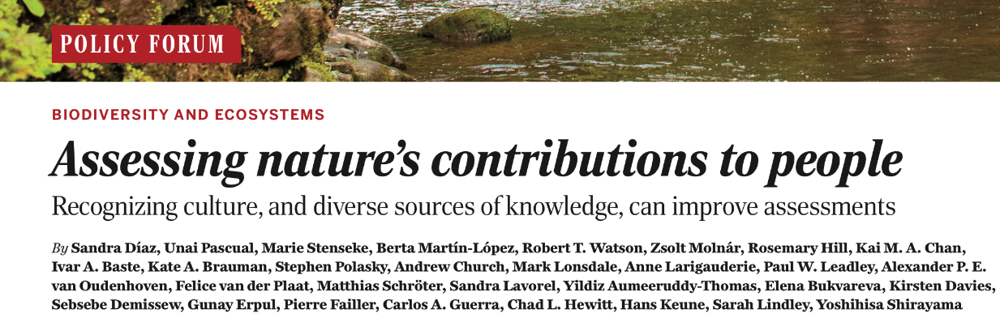 POLICY FORUM
BIODIVERSITY AND ECOSYSTEMS
Assessing nature’s contributions to people
Recognizing culture, and diverse sources of knowledge, can improve assessments
By Sandra Díaz, Unai Pascual, Marie Stenseke, Berta Martín-López, Robert T. Watson, Zsolt Molnár, Rosemary Hill, Kai M. A. Chan,
Ivar A. Baste, Kate A. Brauman, Stephen Polasky, Andrew Church, Mark Lonsdale, Anne Larigauderie, Paul W. Leadley, Alexander P. E.
van Oudenhoven, Felice van der Plaat, Matthias Schröter, Sandra Lavorel, Yildiz Aumeeruddy-Thomas, Elena Bukvareva, Kirsten Davies,
Sebsebe Demissew, Gunay Erpul, Pierre Failler, Carlos A. Guerra, Chad L. Hewitt, Hans Keune, Sarah Lindley, Yoshihisa Shirayama